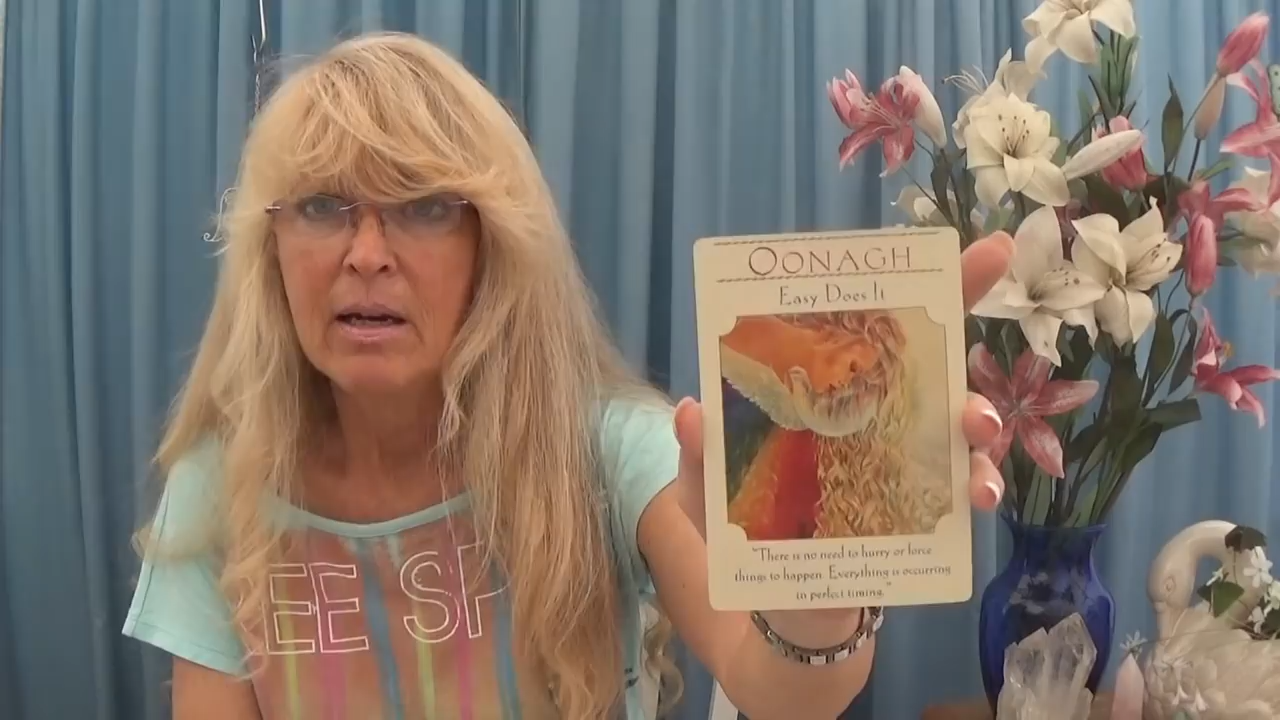 OONAGH
Easy Does It
"There is no need to hurry or force
things to happen. Everything is occurring
in perfect timing."
EE SP